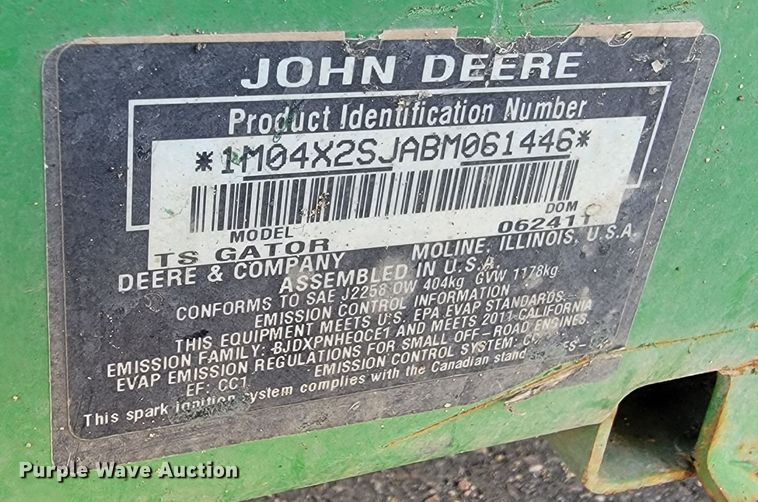 JOHN DEERE
Product Identification Number
*1M04X2SJABM061446*
MODEL DOM
TS GATOR 062411
DEERE & COMPANY MOLINE, ILLINOIS, U.S.A.
ASSEMBLED IN U.S.A.
CONFORMS TO SAE J2258 OW 404kg GVW 1178kg
EMISSION CONTROL INFORMATION
THIS EQUIPMENT MEETS U.S. EPA EVAP STANDARDS.
EMISSION FAMILY: BJDXPNHEQCE1 AND MEETS 2011 CALIFORNIA
EVAP EMISSION REGULATIONS FOR SMALL OFF-ROAD ENGINES.
EF: CC1 EMISSION CONTROL SYSTEM:
This spark ignition system complies with the Canadian
Purple Wave Auction